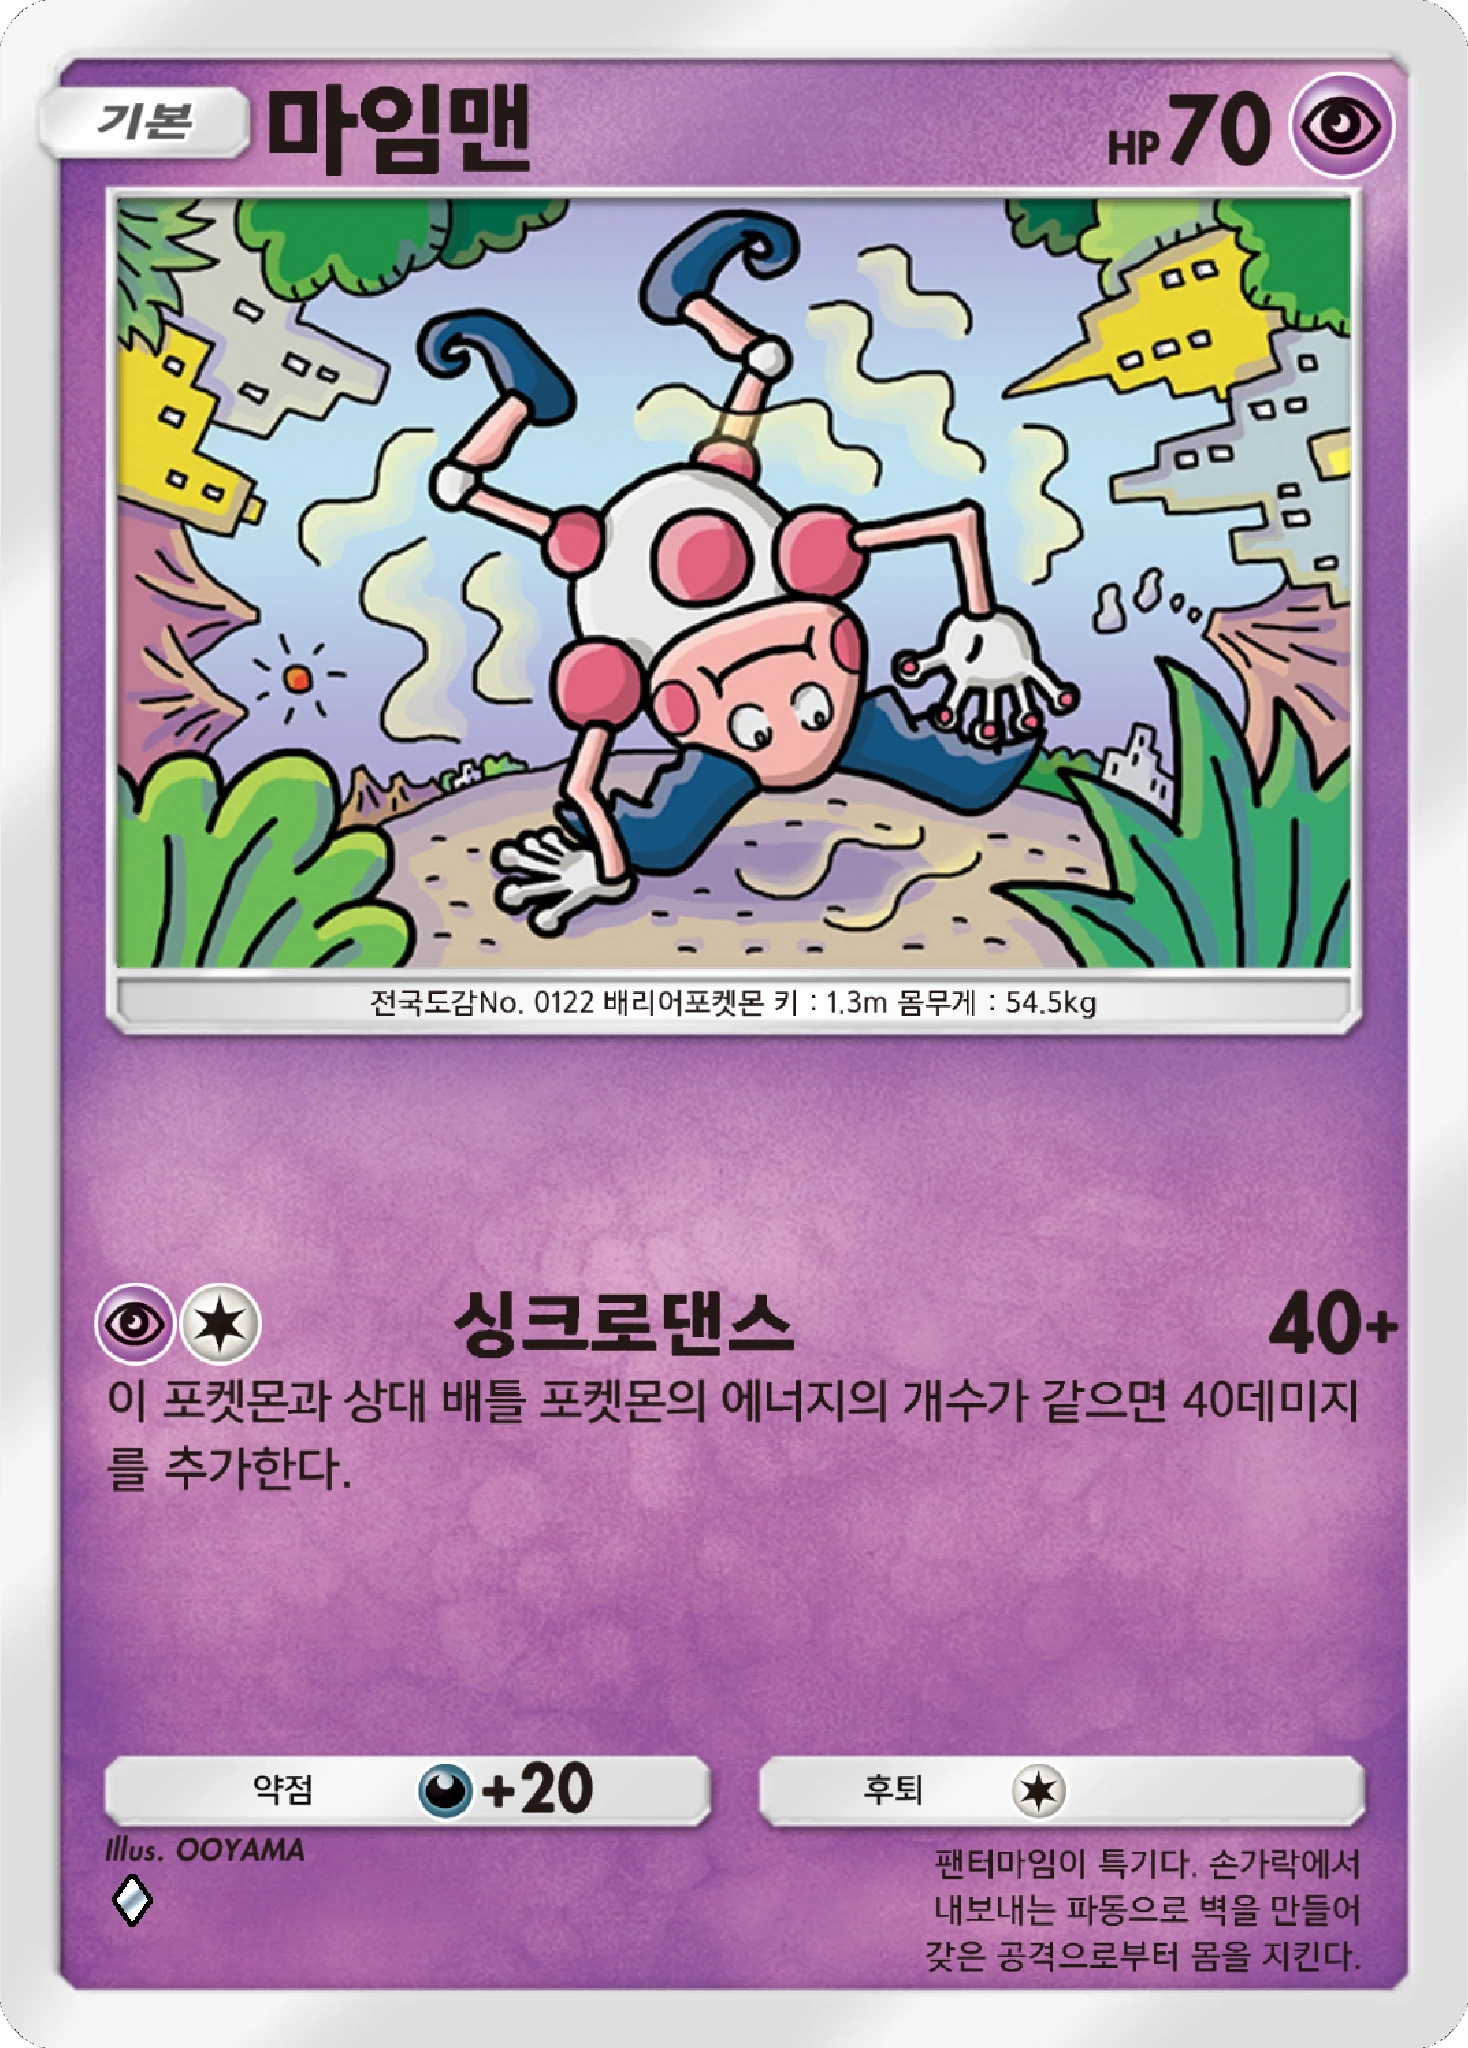 기본 마임맨 HP 70
전국도감No. 0122 배리어포켓몬 키 : 1.3m 몸무게 : 54.5kg
싱크로댄스 40+
이 포켓몬과 상대 배틀 포켓몬의 에너지의 개수가 같으면 40데미지
를 추가한다.
약점 +20 후퇴
Illus. OOYAMA
팬터마임이 특기다. 손가락에서
내보내는 파동으로 벽을 만들어
갖은 공격으로부터 몸을 지킨다.